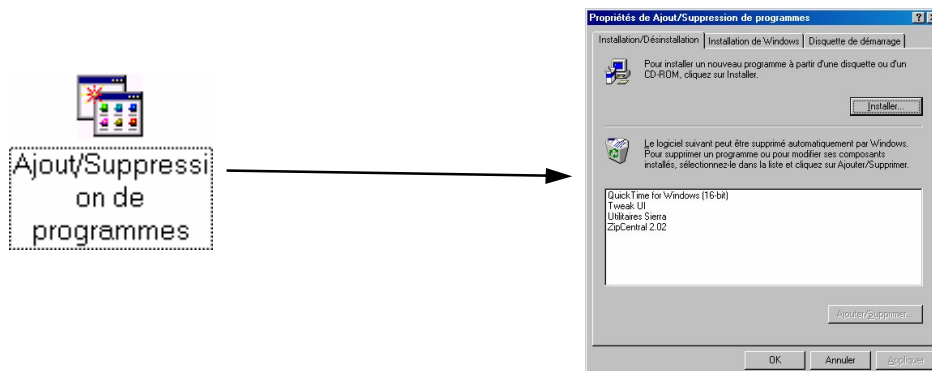 Ajout/Suppressi
on de
programmes
Propriétés de Ajout/Suppression de programmes
Installation/Désinstallation
Installation de Windows
Disquette de démarrage
Pour installer un nouveau programme à partir d'une disquette ou d'un
CD-ROM, cliquez sur Installer.
Installer...
Le logiciel suivant peut être supprimé automatiquement par Windows.
Pour supprimer un programme ou pour modifier ses composants
installés, sélectionnez-le dans la liste et cliquez sur Ajouter/Supprimer.
QuickTime for Windows (16-bit)
Tweak UI
Utilitaires Sierra
ZipCentral 2.02
Ajouter/Supprimer...
OK
Annuler
Appliquer